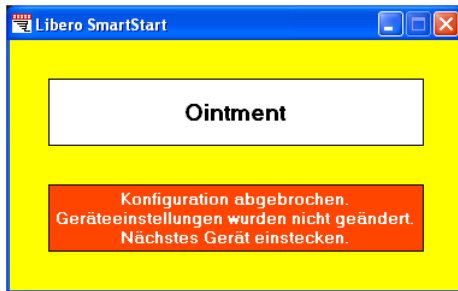 Libero SmartStart
Ointment
Konfiguration abgebrochen.
Geräteeinstellungen wurden nicht geändert.
Nächstes Gerät einstecken.